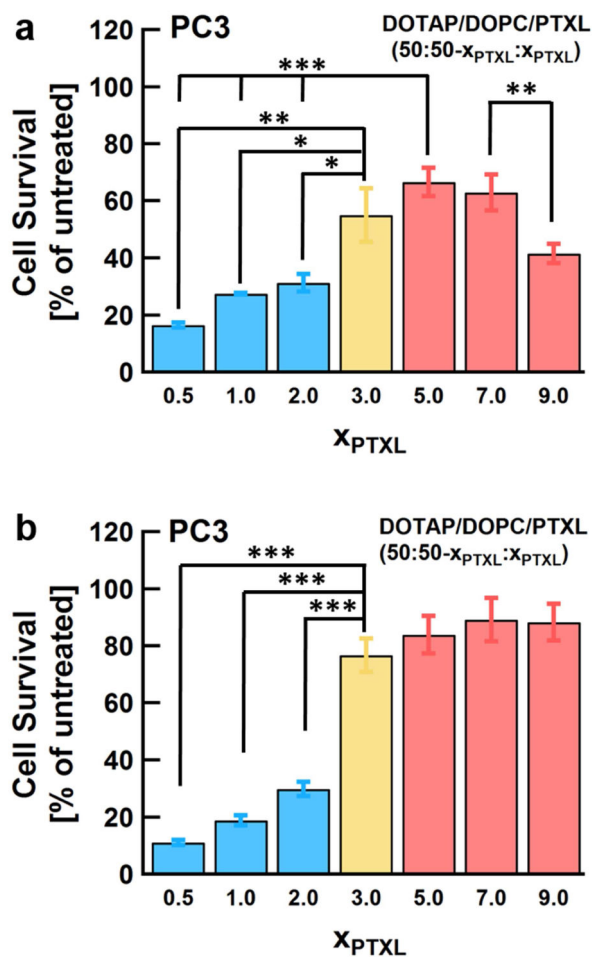 a
PC3
DOTAP/DOPC/PTXL
(50:50-xPTXL:xPTXL)
Cell Survival
[% of untreated]
120
100
80
60
40
20
0
***
**
**
*
*
0.5 1.0 2.0 3.0 5.0 7.0 9.0
xPTXL
b
PC3
DOTAP/DOPC/PTXL
(50:50-xPTXL:xPTXL)
Cell Survival
[% of untreated]
120
100
80
60
40
20
0
***
***
***
0.5 1.0 2.0 3.0 5.0 7.0 9.0
xPTXL